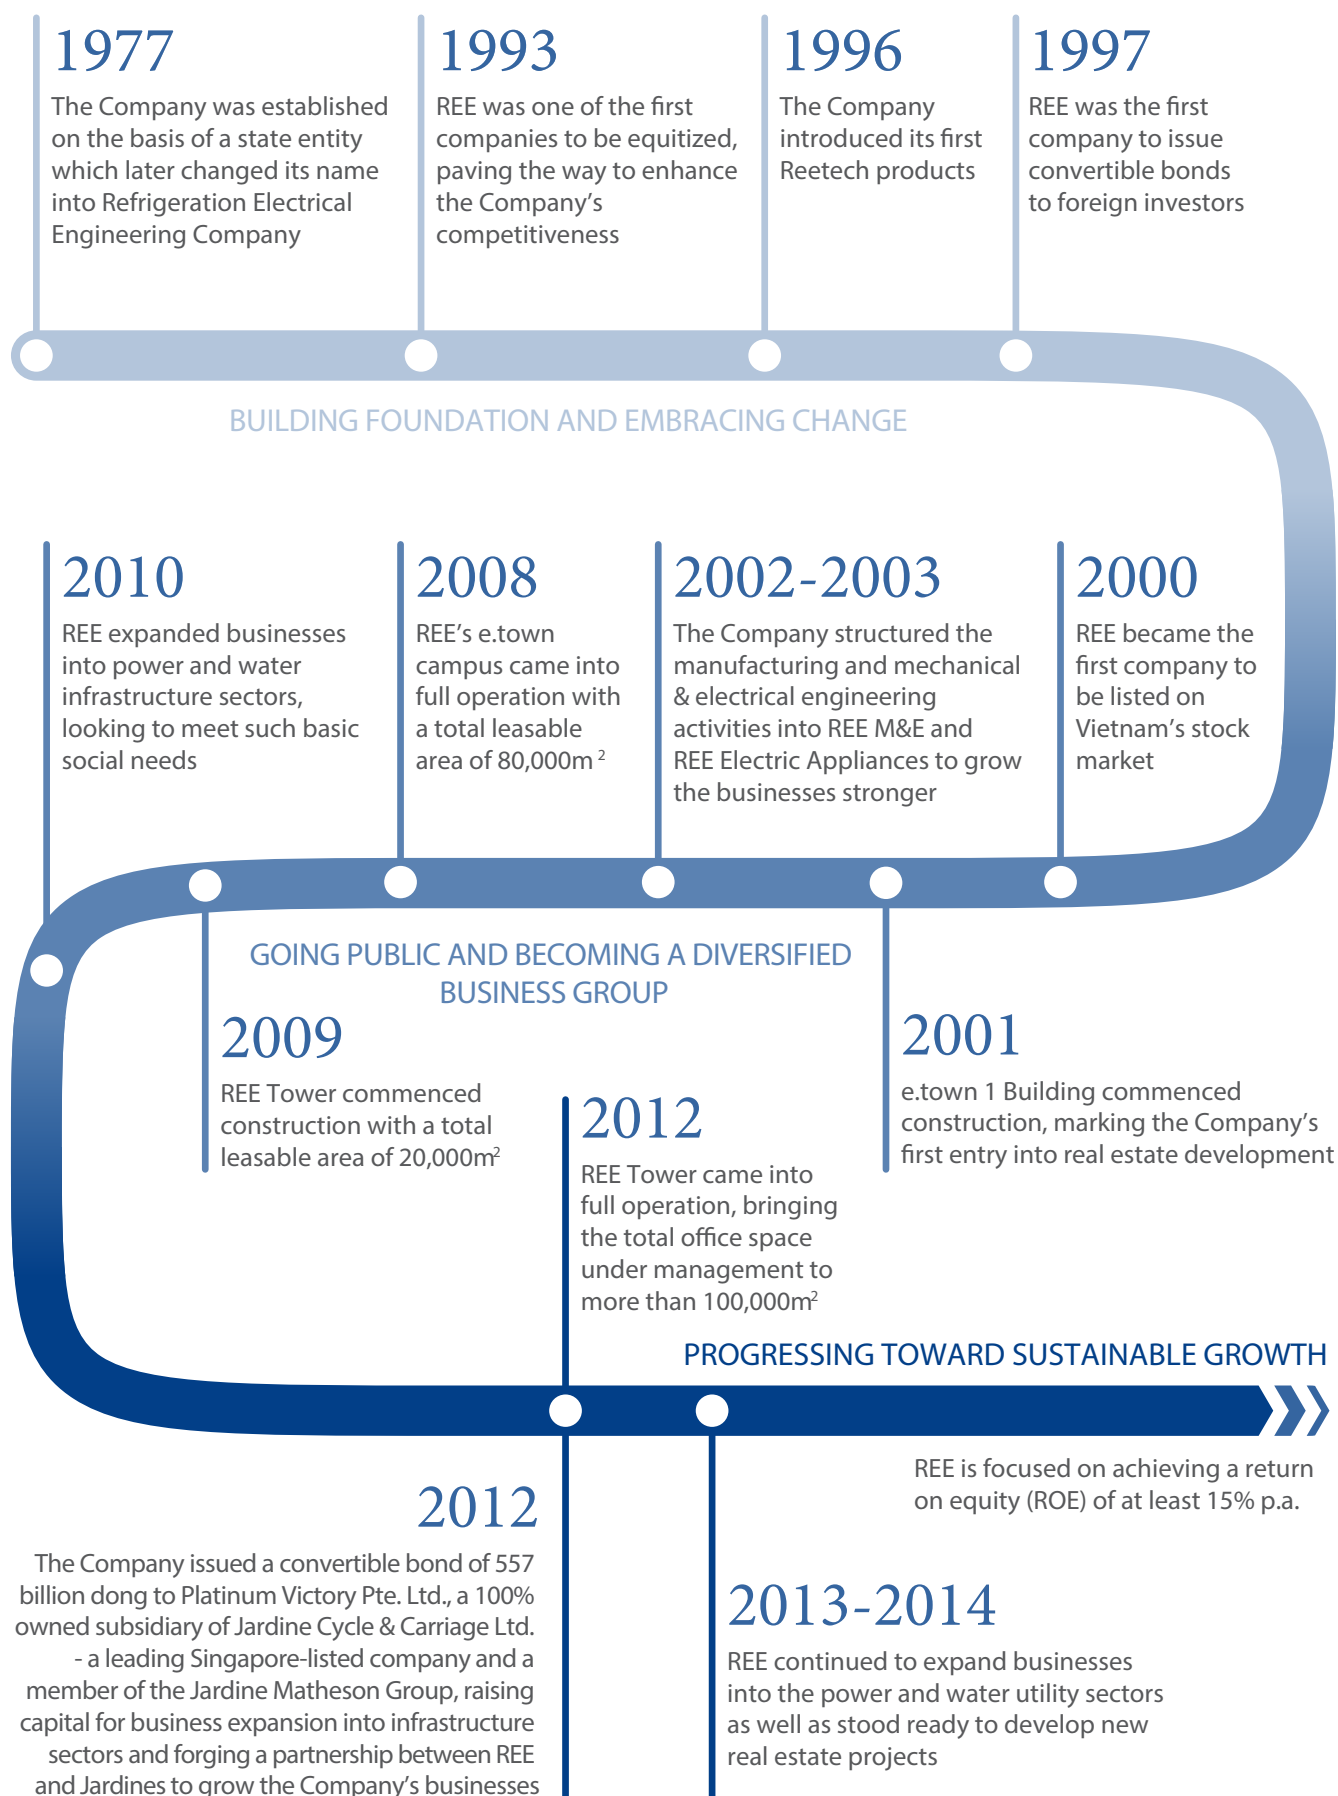 1977
The Company was established
on the basis of a state entity
which later changed its name
into Refrigeration Electrical
Engineering Company
1993
REE was one of the first
companies to be equitized,
paving the way to enhance
the Company's
competitiveness
1996
The Company
introduced its first
Reetech products
1997
REE was the first
company to issue
convertible bonds
to foreign investors
BUILDING FOUNDATION AND EMBRACING CHANGE
2010
REE expanded businesses
into power and water
infrastructure sectors,
looking to meet such basic
social needs
2008
REE's e.town
campus came into
full operation with
a total leasable
area of 80,000m ²
2002-2003
The Company structured the
manufacturing and mechanical
& electrical engineering
activities into REE M&E and
REE Electric Appliances to grow
the businesses stronger
2000
REE became the
first company to
be listed on
Vietnam's stock
market
GOING PUBLIC AND BECOMING A DIVERSIFIED
BUSINESS GROUP
2009
REE Tower commenced
construction with a total
leasable area of 20,000m²
2012
REE Tower came into
full operation, bringing
the total office space
under management to
more than 100,000m²
2001
e.town 1 Building commenced
construction, marking the Company's
first entry into real estate development
PROGRESSING TOWARD SUSTAINABLE GROWTH
REE is focused on achieving a return
on equity (ROE) of at least 15% p.a.
2012
The Company issued a convertible bond of 557
billion dong to Platinum Victory Pte. Ltd., a 100%
owned subsidiary of Jardine Cycle & Carriage Ltd.
- a leading Singapore-listed company and a
member of the Jardine Matheson Group, raising
capital for business expansion into infrastructure
sectors and forging a partnership between REE
and Jardines to grow the Company's businesses
2013-2014
REE continued to expand businesses
into the power and water utility sectors
as well as stood ready to develop new
real estate projects